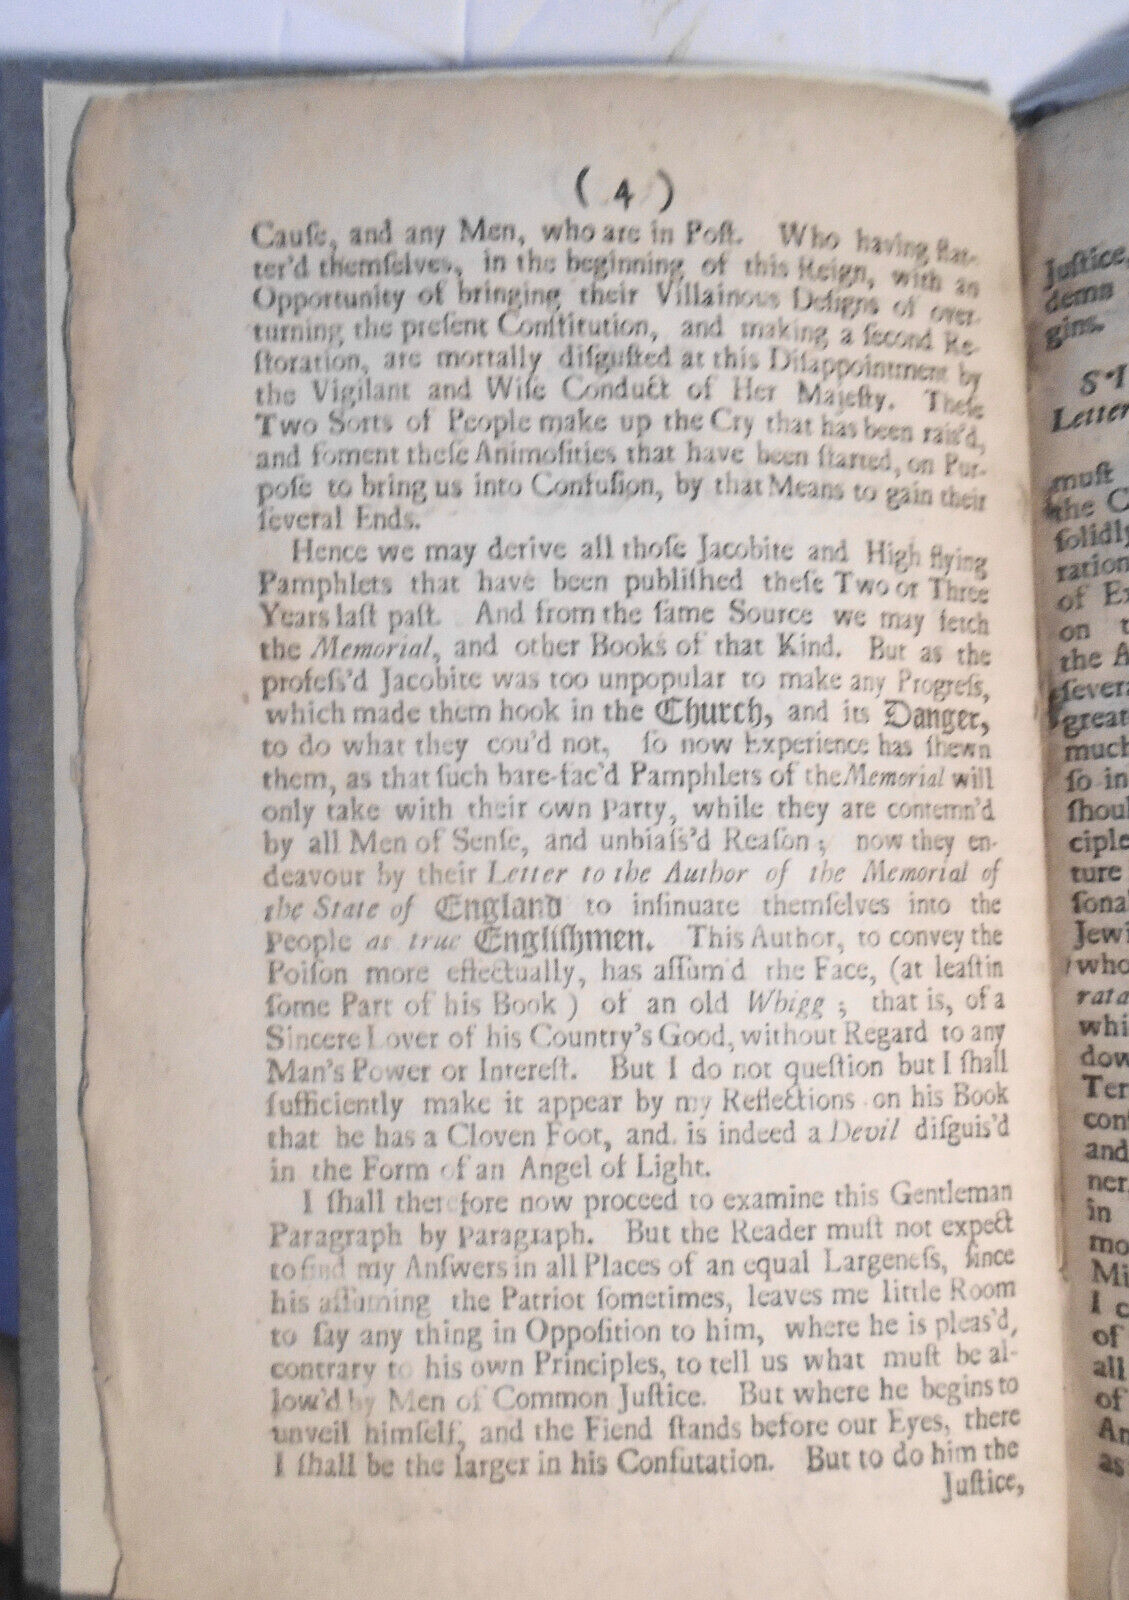 ( 4 )
Cauſe, and any Men, who are in Poſt. Who having flat-
ter'd themſelves, in the beginning of this Reign, with an
Opportunity of bringing their Villainous Deſigns of over-
turning the preſent Conſtitution, and making a ſecond Re-
ſtoration, are mortally diſguſted at this Diſappointment by
the Vigilant and Wiſe Conduct of Her Majeſty. Theſe
Two Sorts of People make up the Cry that has been rais'd,
and foment theſe Animoſities that have been ſtarted, on Pur-
poſe to bring us into Confuſion, by that Means to gain their
ſeveral Ends.
Hence we may derive all thoſe Jacobite and High flying
Pamphlets that have been publiſhed theſe Two or Three
Years laſt paſt. And from the ſame Source we may fetch
the Memorial, and other Books of that Kind. But as the
profeſs'd Jacobite was too unpopular to make any Progreſs,
which made them hook in the Church, and its Danger,
to do what they cou'd not, ſo now Experience has ſhewn
them, as that ſuch bare-fac'd Pamphlets of the Memorial will
only take with their own Party, while they are contemn'd
by all Men of Senſe, and unbiaſs'd Reaſon; now they en-
deavour by their Letter to the Author of the Memorial of
the State of England to inſinuate themſelves into the
People as true Engliſhmen. This Author, to convey the
Poiſon more effectually, has aſſum'd the Face, (at leaſt in
ſome Part of his Book) of an old Whigg; that is, of a
Sincere Lover of his Country's Good, without Regard to any
Man's Power or Intereſt. But I do not queſtion but I ſhall
ſufficiently make it appear by my Reflections on his Book
that he has a Cloven Foot, and. is indeed a Devil diſguis'd
in the Form of an Angel of Light.
I ſhall therefore now proceed to examine this Gentleman
Paragraph by Paragraph. But the Reader muſt not expect
to find my Anſwers in all Places of an equal Largeneſs, ſince
his aſſuming the Patriot ſometimes, leaves me little Room
to ſay any thing in Oppoſition to him, where he is pleas'd,
contrary to his own Principles, to tell us what muſt be al-
low'd by Men of Common Juſtice. But where he begins to
unveil himſelf, and the Fiend ſtands before our Eyes, there
I ſhall be the larger in his Confutation. But to do him the
Juſtice,
Juſtice,
dems
gins.
Letter
muſt
the C
ſolidly
ration
of Ex
on t
the A
ſevera
great
much
ſo in
ſhoul
ciple
ture
ſonal
Jewi
who
rata
whi
dow
Ter
conſ
and
ner,
in
mo
Mi
I c
of
all
of
An
as